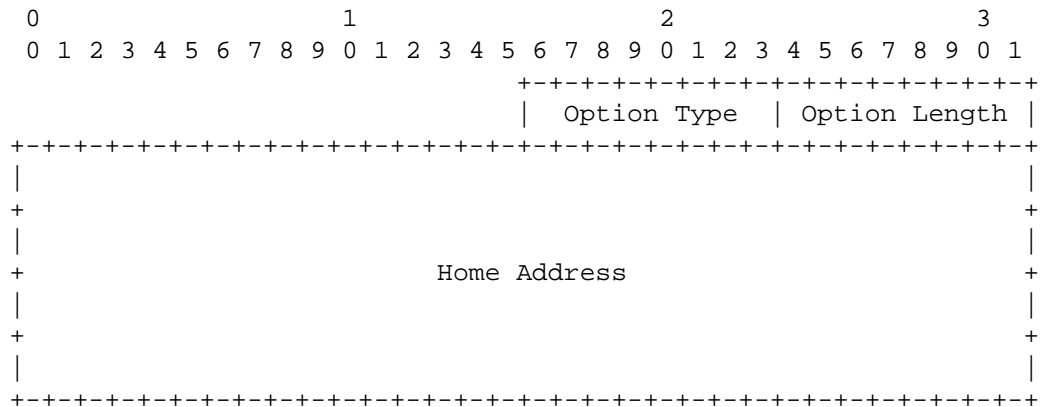 0                   1                   2                   3
0 1 2 3 4 5 6 7 8 9 0 1 2 3 4 5 6 7 8 9 0 1 2 3 4 5 6 7 8 9 0 1
                                +-+-+-+-+-+-+-+-+-+-+-+-+-+-+-+-+
                                |  Option Type  | Option Length |
+-+-+-+-+-+-+-+-+-+-+-+-+-+-+-+-+-+-+-+-+-+-+-+-+-+-+-+-+-+-+-+-+
|                                                               |
+                                                               +
|                                                               |
+                          Home Address                         +
|                                                               |
+                                                               +
|                                                               |
+-+-+-+-+-+-+-+-+-+-+-+-+-+-+-+-+-+-+-+-+-+-+-+-+-+-+-+-+-+-+-+-+